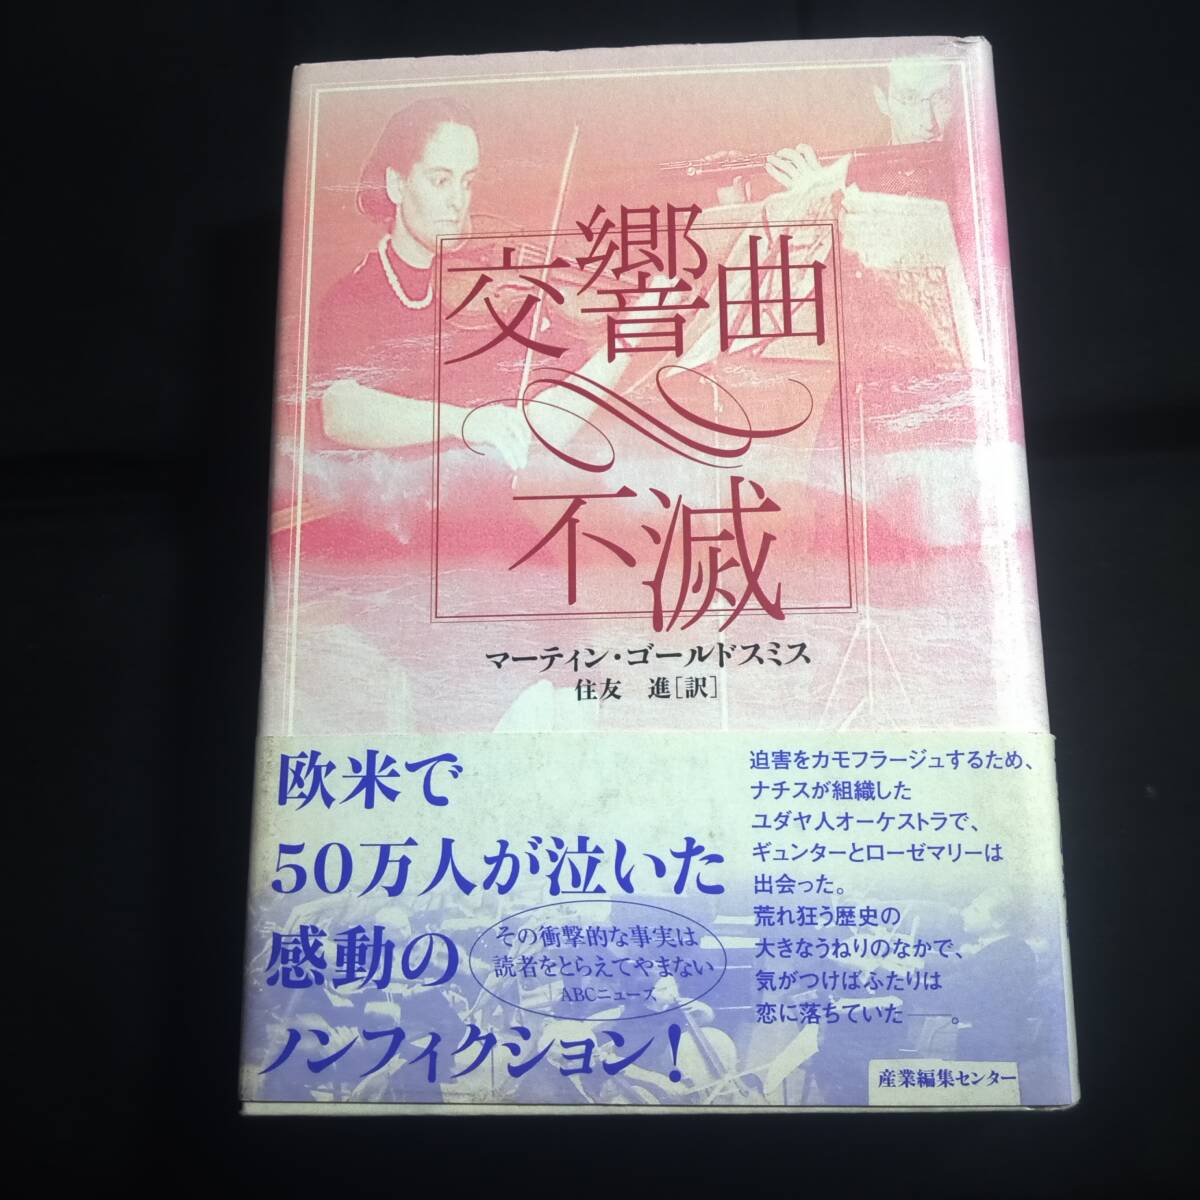 交響曲
不滅
マーティン・ゴールドスミス
住友 進[訳]
欧米で
50万人が泣いた
感動の
ノンフィクション!
その衝撃的な事実は
読者をとらえてやまない
ABCニュース
迫害をカモフラージュするため、
ナチスが組織した
ユダヤ人オーケストラで、
ギュンターとローゼマリーは
出会った。
荒れ狂う歴史の
大きなうねりのなかで、
気がつけばふたりは
恋に落ちていた――。
産業編集センター